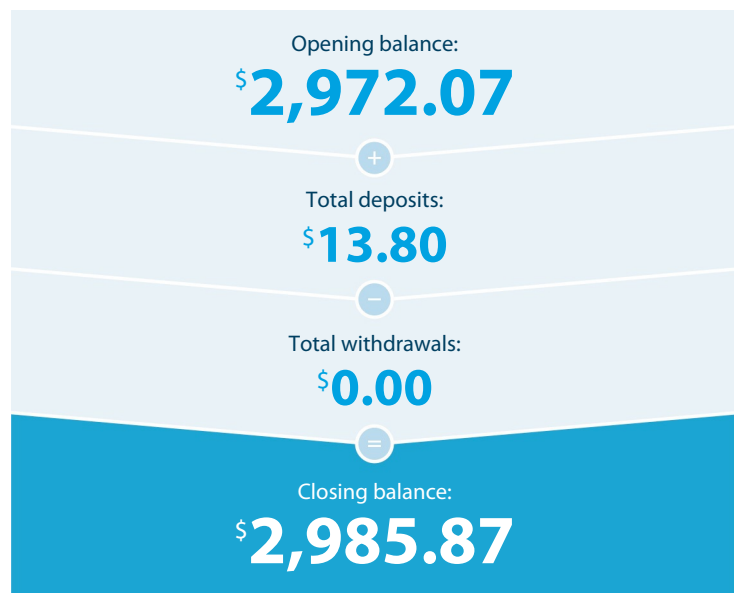 Opening balance:
$2,972.07
+
Total deposits:
$13.80
−
Total withdrawals:
$0.00
=
Closing balance:
$2,985.87